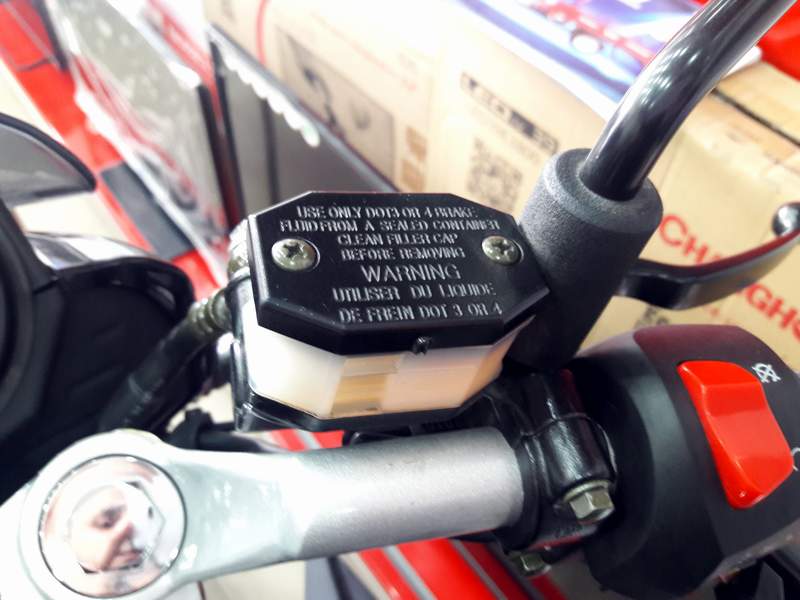 USE ONLY DOT3 OR 4 BRAKE
FLUID FROM A SEALED CONTAINER
CLEAN FILLER CAP
BEFORE REMOVING
WARNING
UTILISER DU LIQUIDE
DE FREIN DOT 3 OR 4